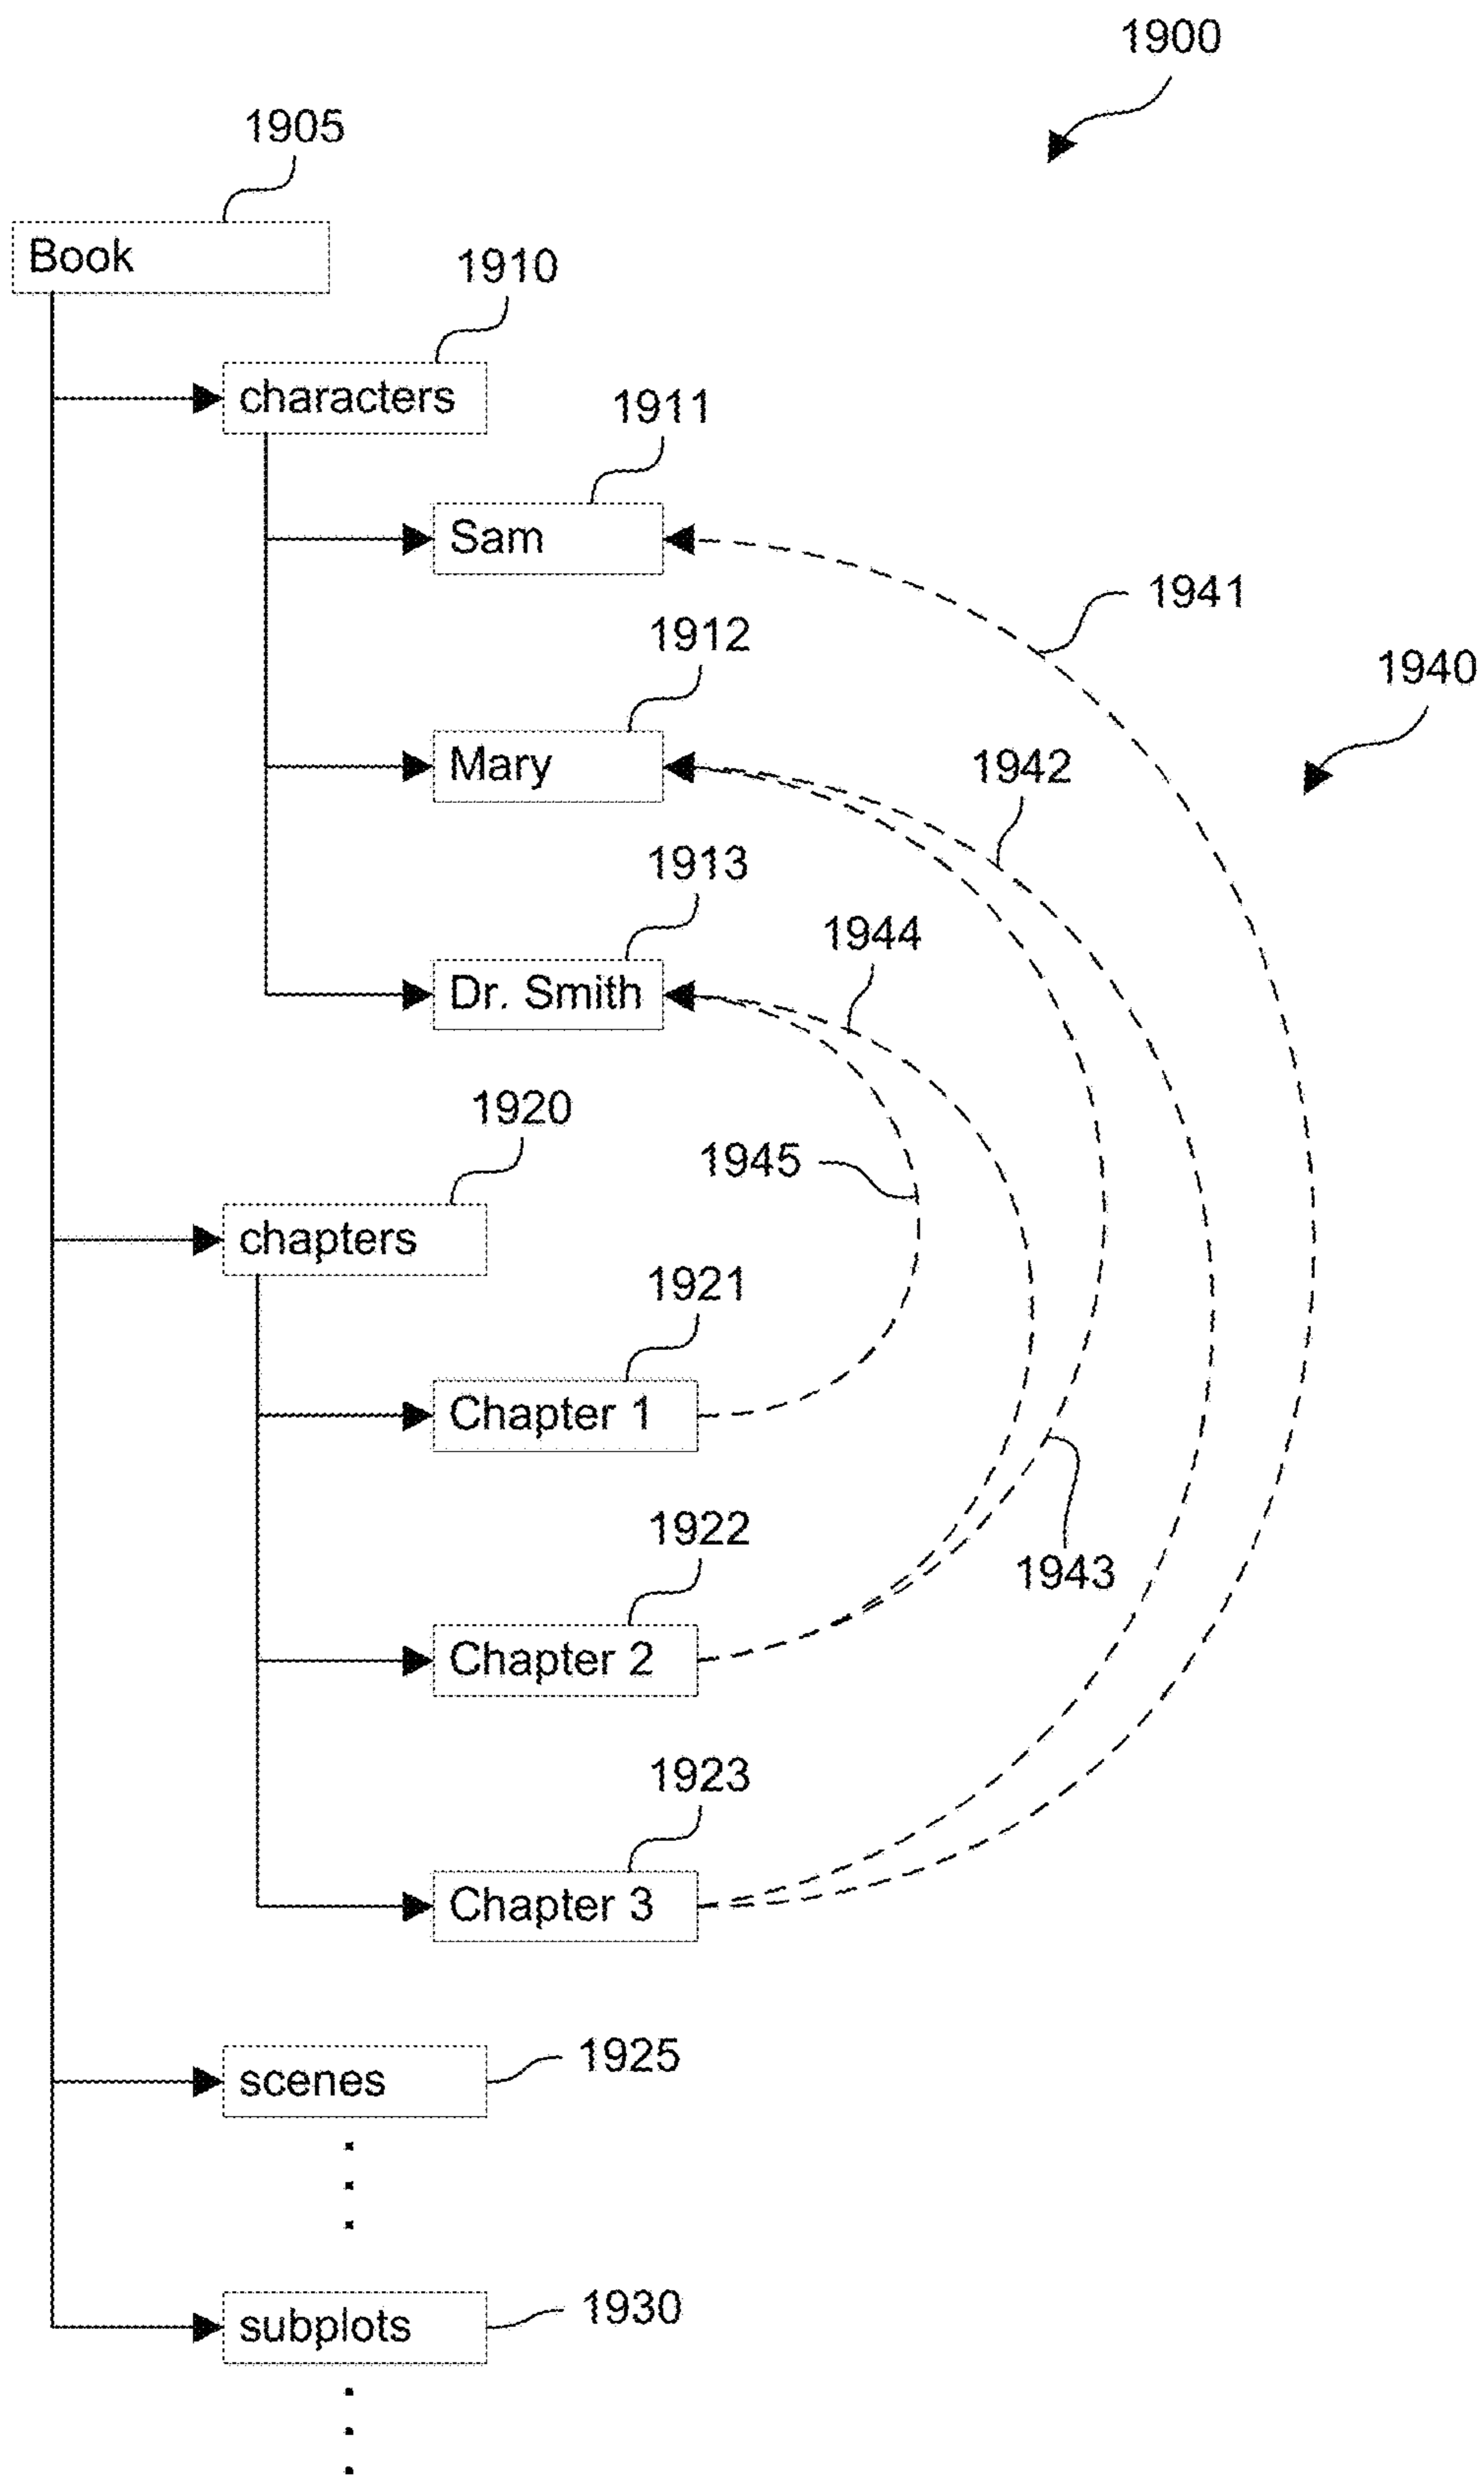 1900
1905
Book
1910
characters
1911
Sam
1941
1912
1940
Mary
1942
1913
1944
Dr. Smith
1920
1945
chapters
1921
Chapter 1
1922
1943
Chapter 2
1923
Chapter 3
1925
scenes
1930
subplots